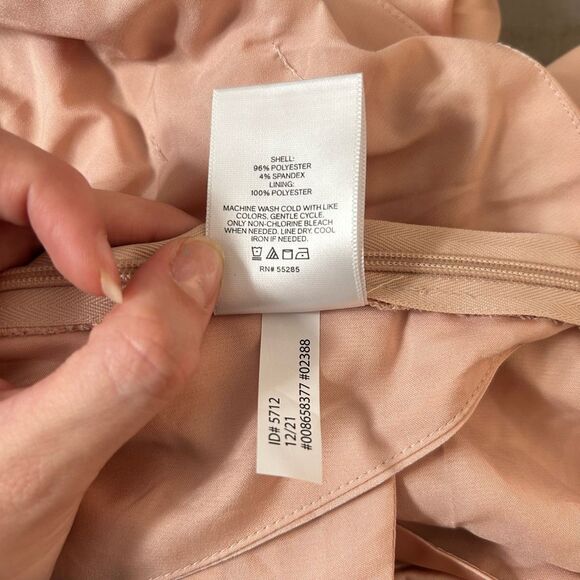 SHELL:
96% POLYESTER
4% SPANDEX
LINING:
100% POLYESTER
MACHINE WASH COLD WITH LIKE
COLORS. GENTLE CYCLE.
ONLY NON-CHLORINE BLEACH
WHEN NEEDED. LINE DRY. COOL
IRON IF NEEDED.
RN# 55285
ID# 5712
12/21
#008658377 #02388